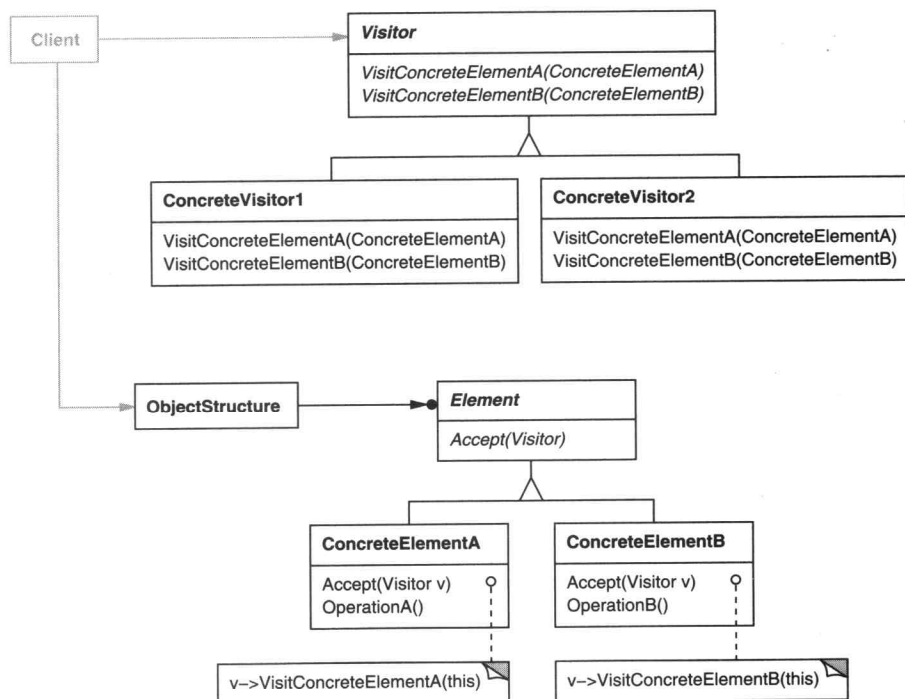 Client
Visitor
VisitConcreteElementA(ConcreteElementA)
VisitConcreteElementB(ConcreteElementB)
ConcreteVisitor1
VisitConcreteElementA(ConcreteElementA)
VisitConcreteElementB(ConcreteElementB)
ConcreteVisitor2
VisitConcreteElementA(ConcreteElementA)
VisitConcreteElementB(ConcreteElementB)
ObjectStructure
Element
Accept(Visitor)
ConcreteElementA
Accept(Visitor v)
OperationA()
ConcreteElementB
Accept(Visitor v)
OperationB()
v–>VisitConcreteElementA(this)
v–>VisitConcreteElementB(this)